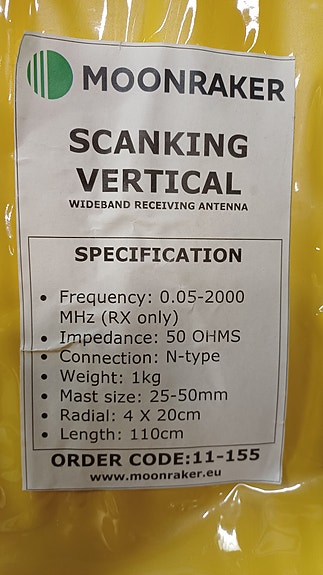 MOONRAKER
SCANKING
VERTICAL
WIDEBAND RECEIVING ANTENNA
SPECIFICATION
• Frequency: 0.05-2000
MHz (RX only)
• Impedance: 50 OHMS
• Connection: N-type
• Weight: 1kg
• Mast size: 25-50mm
• Radial: 4 X 20cm
• Length: 110cm
ORDER CODE:11-155
www.moonraker.eu